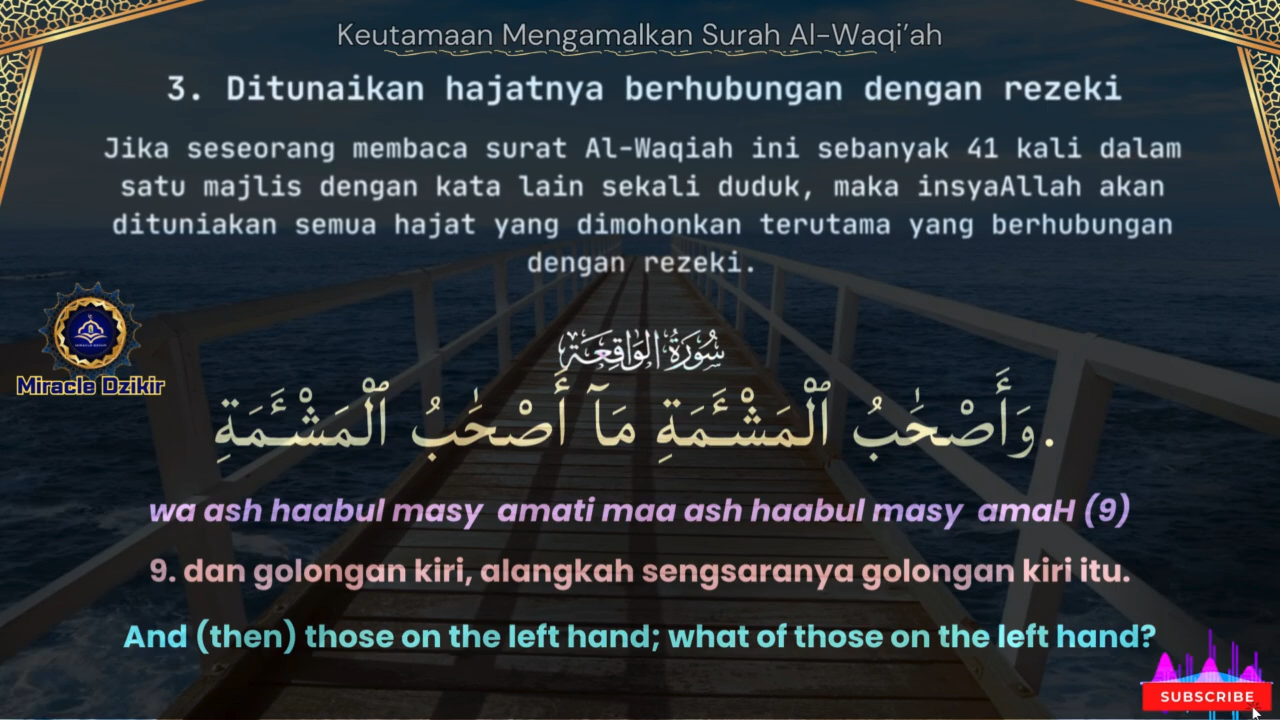 Keutamaan Mengamalkan Surah Al-Waqi’ah
3. Ditunaikan hajatnya berhubungan dengan rezeki
Jika seseorang membaca surat Al-Waqiah ini sebanyak 41 kali dalam
satu majlis dengan kata lain sekali duduk, maka insyaAllah akan
dituniakan semua hajat yang dimohonkan terutama yang berhubungan
dengan rezeki.
سُورَةُ الوَاقِعَة
Miracle Dzikir
وَأَصْحَٰبُ ٱلْمَشْـَٔمَةِ مَآ أَصْحَٰبُ ٱلْمَشْـَٔمَةِ.
wa ash haabul masy amati maa ash haabul masy amaH (9)
9. dan golongan kiri, alangkah sengsaranya golongan kiri itu.
And (then) those on the left hand; what of those on the left hand?
SUBSCRIBE